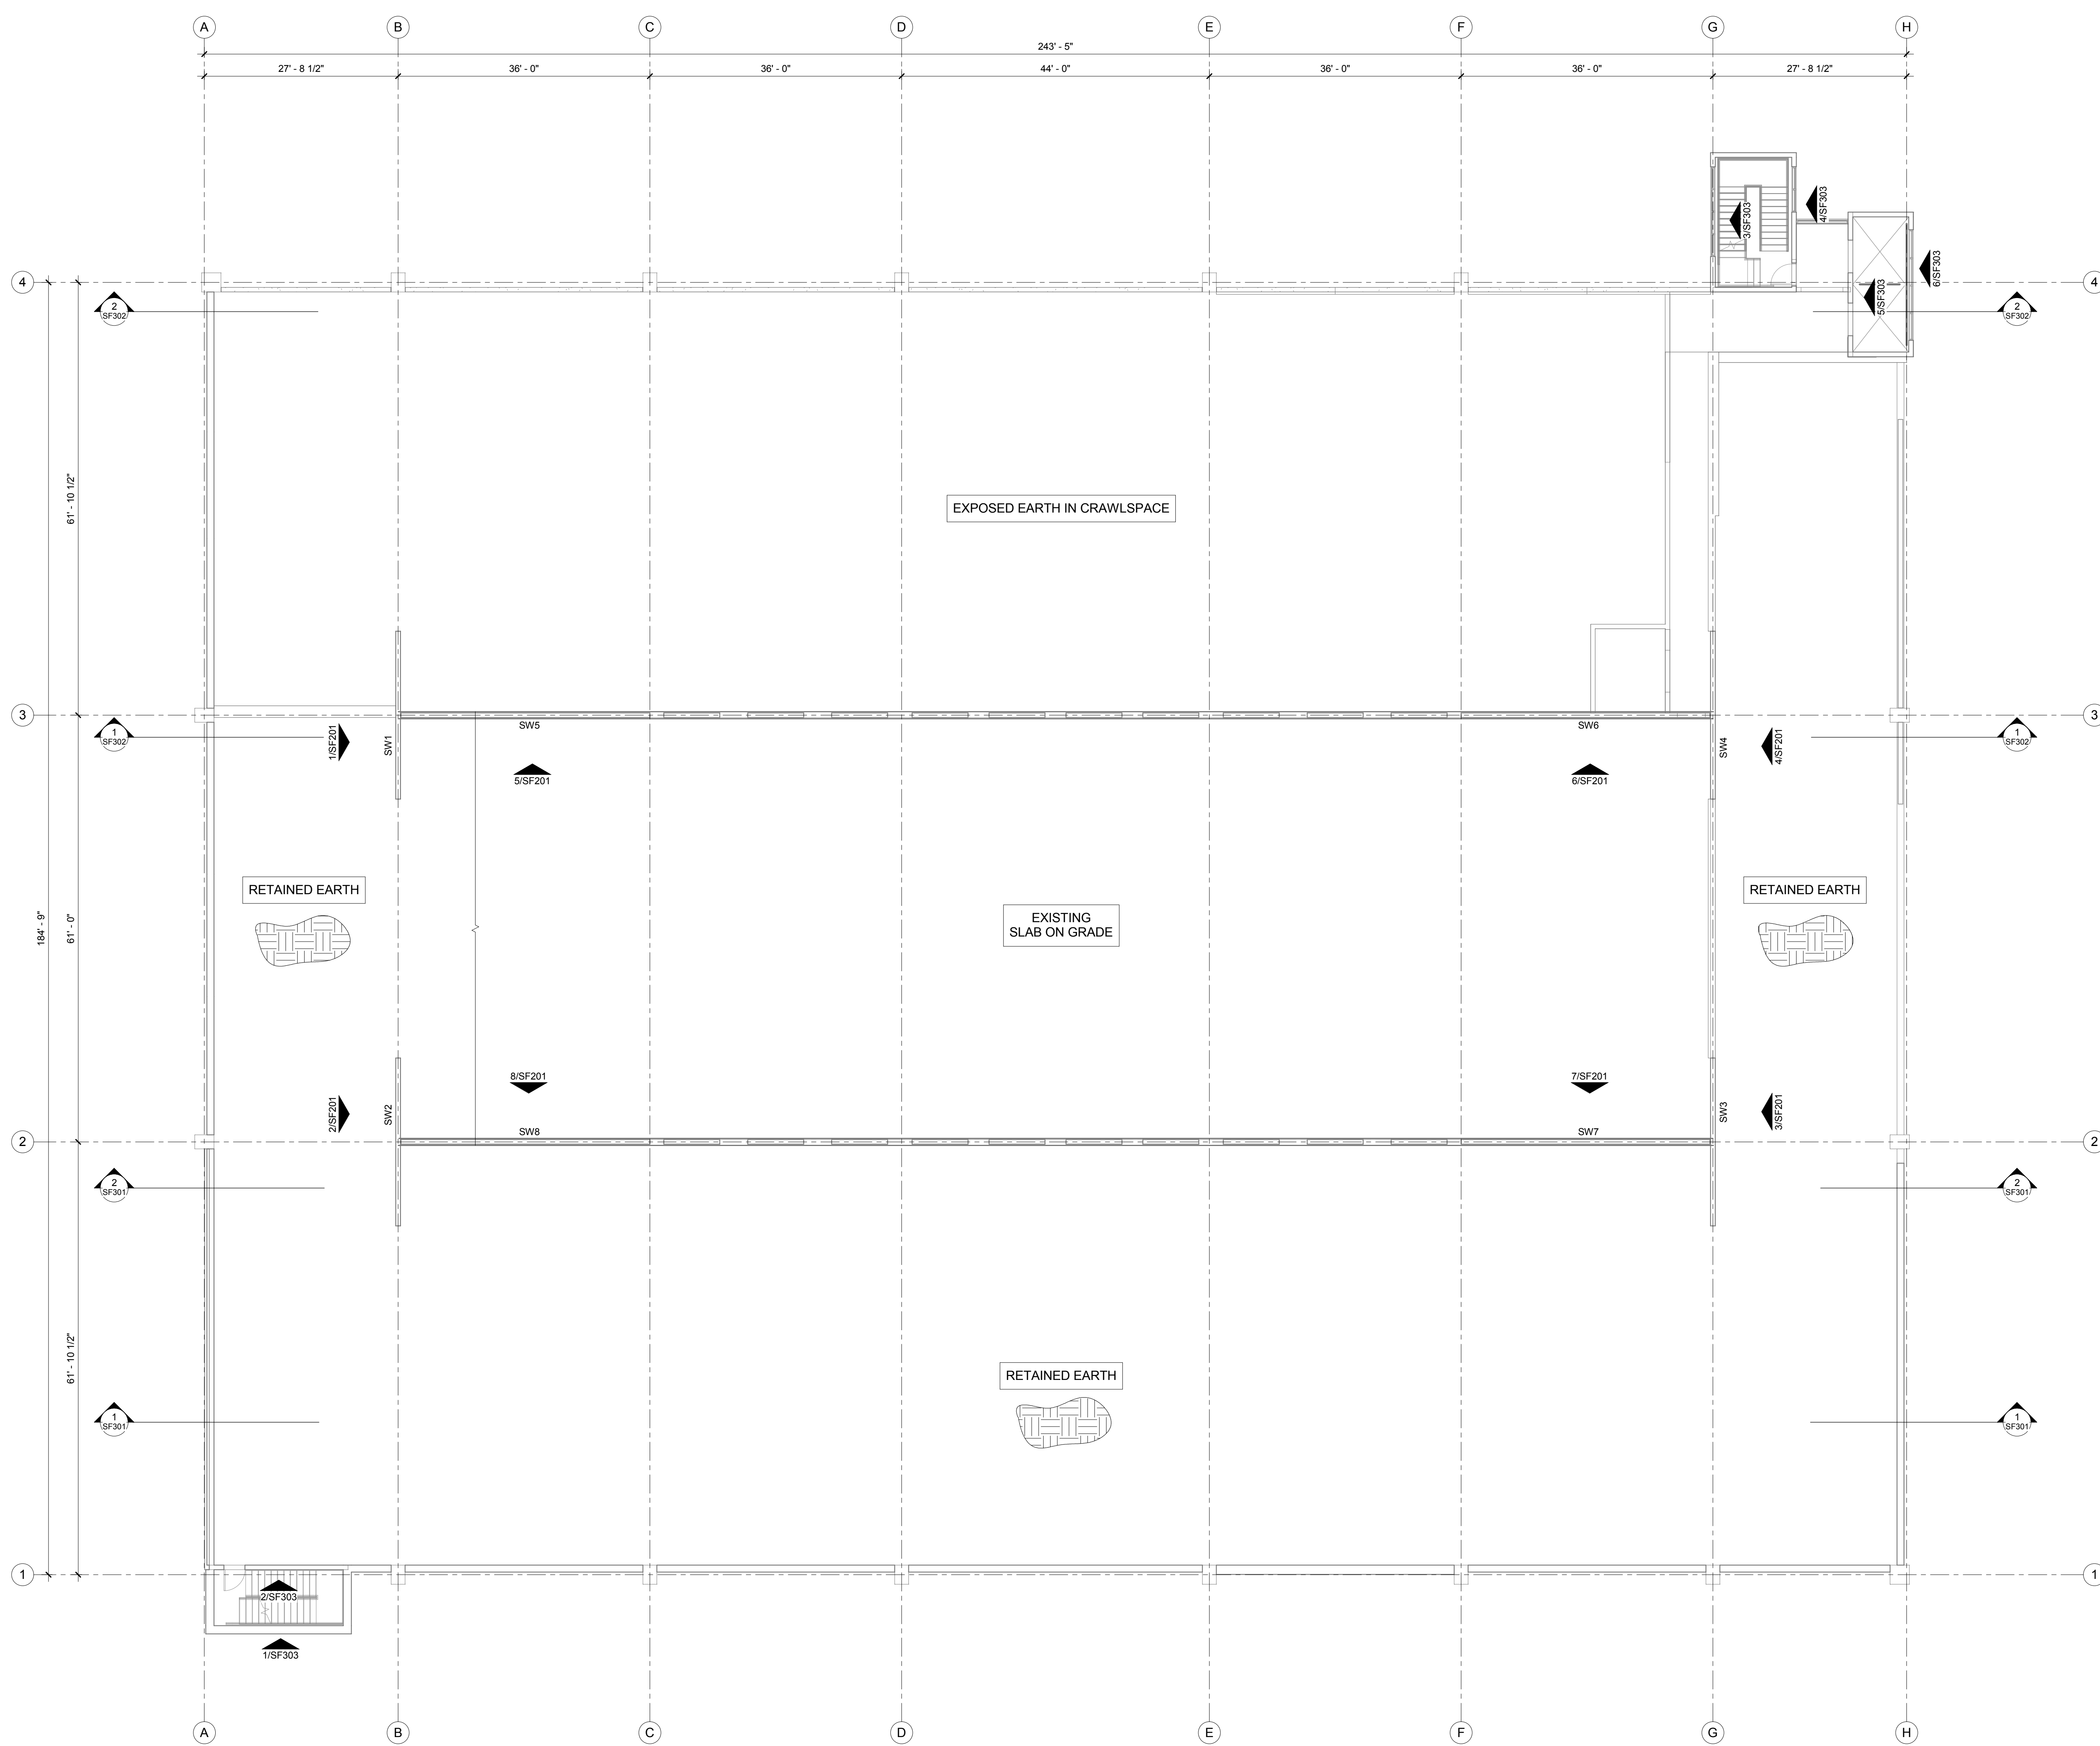 A B C D E F G H
243' - 5"
27' - 8 1/2" 36' - 0" 36' - 0" 44' - 0" 36' - 0" 36' - 0" 27' - 8 1/2"
3/SF303
4/SF303
5/SF303
6/SF303
4 4
2
SF302
2
SF302
61' - 10 1/2"
EXPOSED EARTH IN CRAWLSPACE
3 3
SW5 SW6
1
SF302
1/SF201
SW1
SW4
4/SF201
1
SF302
5/SF201 6/SF201
RETAINED EARTH
EXISTING
SLAB ON GRADE
RETAINED EARTH
184' - 9"
61' - 0"
8/SF201 7/SF201
2/SF201
SW2
SW3
3/SF201
SW8 SW7
2 2
2
SF301
2
SF301
61' - 10 1/2"
RETAINED EARTH
1
SF301
1
SF301
1 1
2/SF303
1/SF303
A B C D E F G H